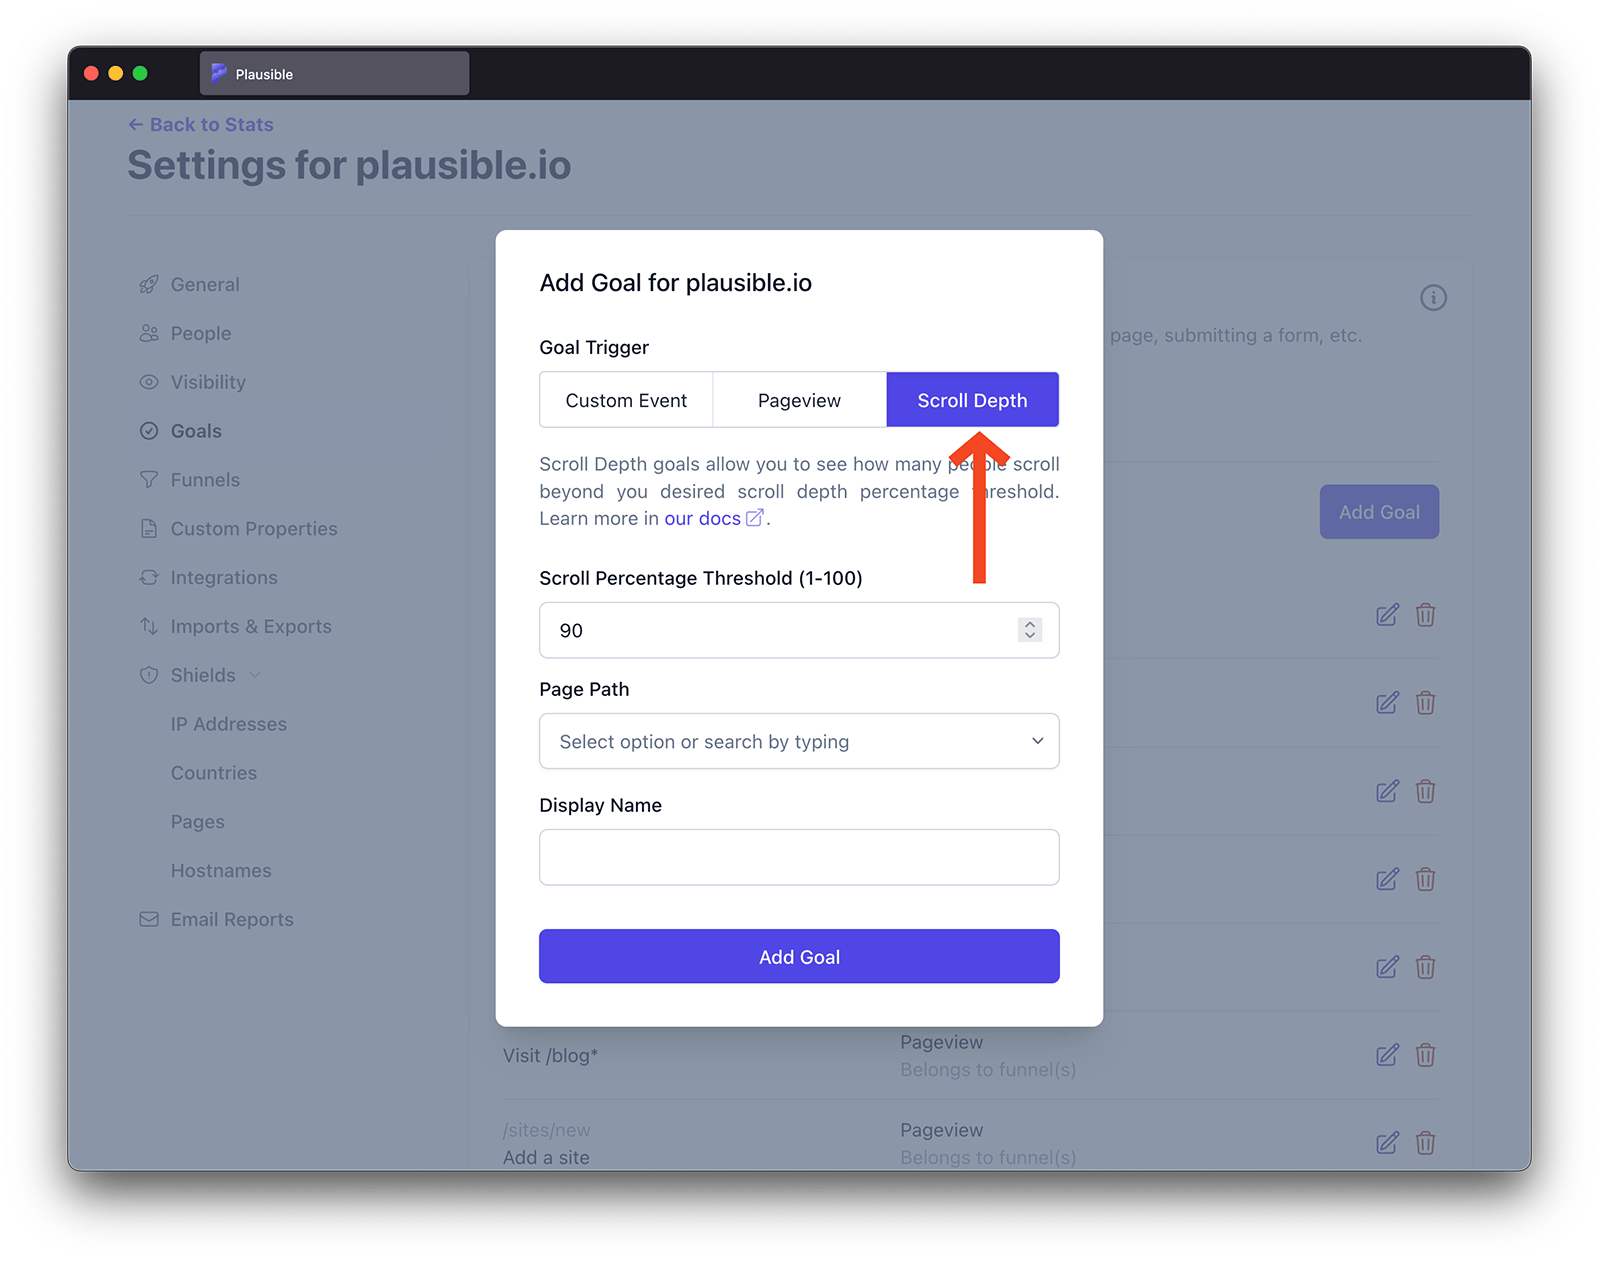 Plausible
← Back to Stats
Settings for plausible.io
General
People
Visibility
Goals
Funnels
Custom Properties
Integrations
Imports & Exports
Shields
IP Addresses
Countries
Pages
Hostnames
Email Reports
page, submitting a form, etc.
Add Goal
Add Goal for plausible.io
Goal Trigger
Custom Event Pageview Scroll Depth
Scroll Depth goals allow you to see how many people scroll
beyond you desired scroll depth percentage threshold.
Learn more in our docs.
Scroll Percentage Threshold (1-100)
90
Page Path
Select option or search by typing
Display Name
Add Goal
Visit /blog*
Pageview
Belongs to funnel(s)
/sites/new
Add a site
Pageview
Belongs to funnel(s)